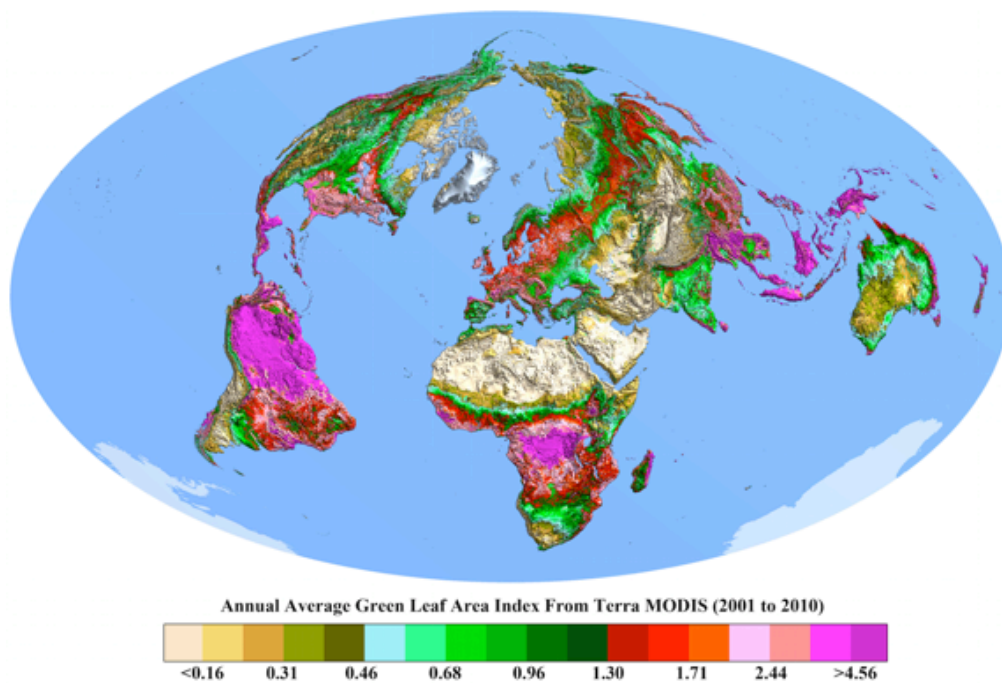 Annual Average Green Leaf Area Index From Terra MODIS (2001 to 2010)
<0.16 0.31 0.46 0.68 0.96 1.30 1.71 2.44 >4.56